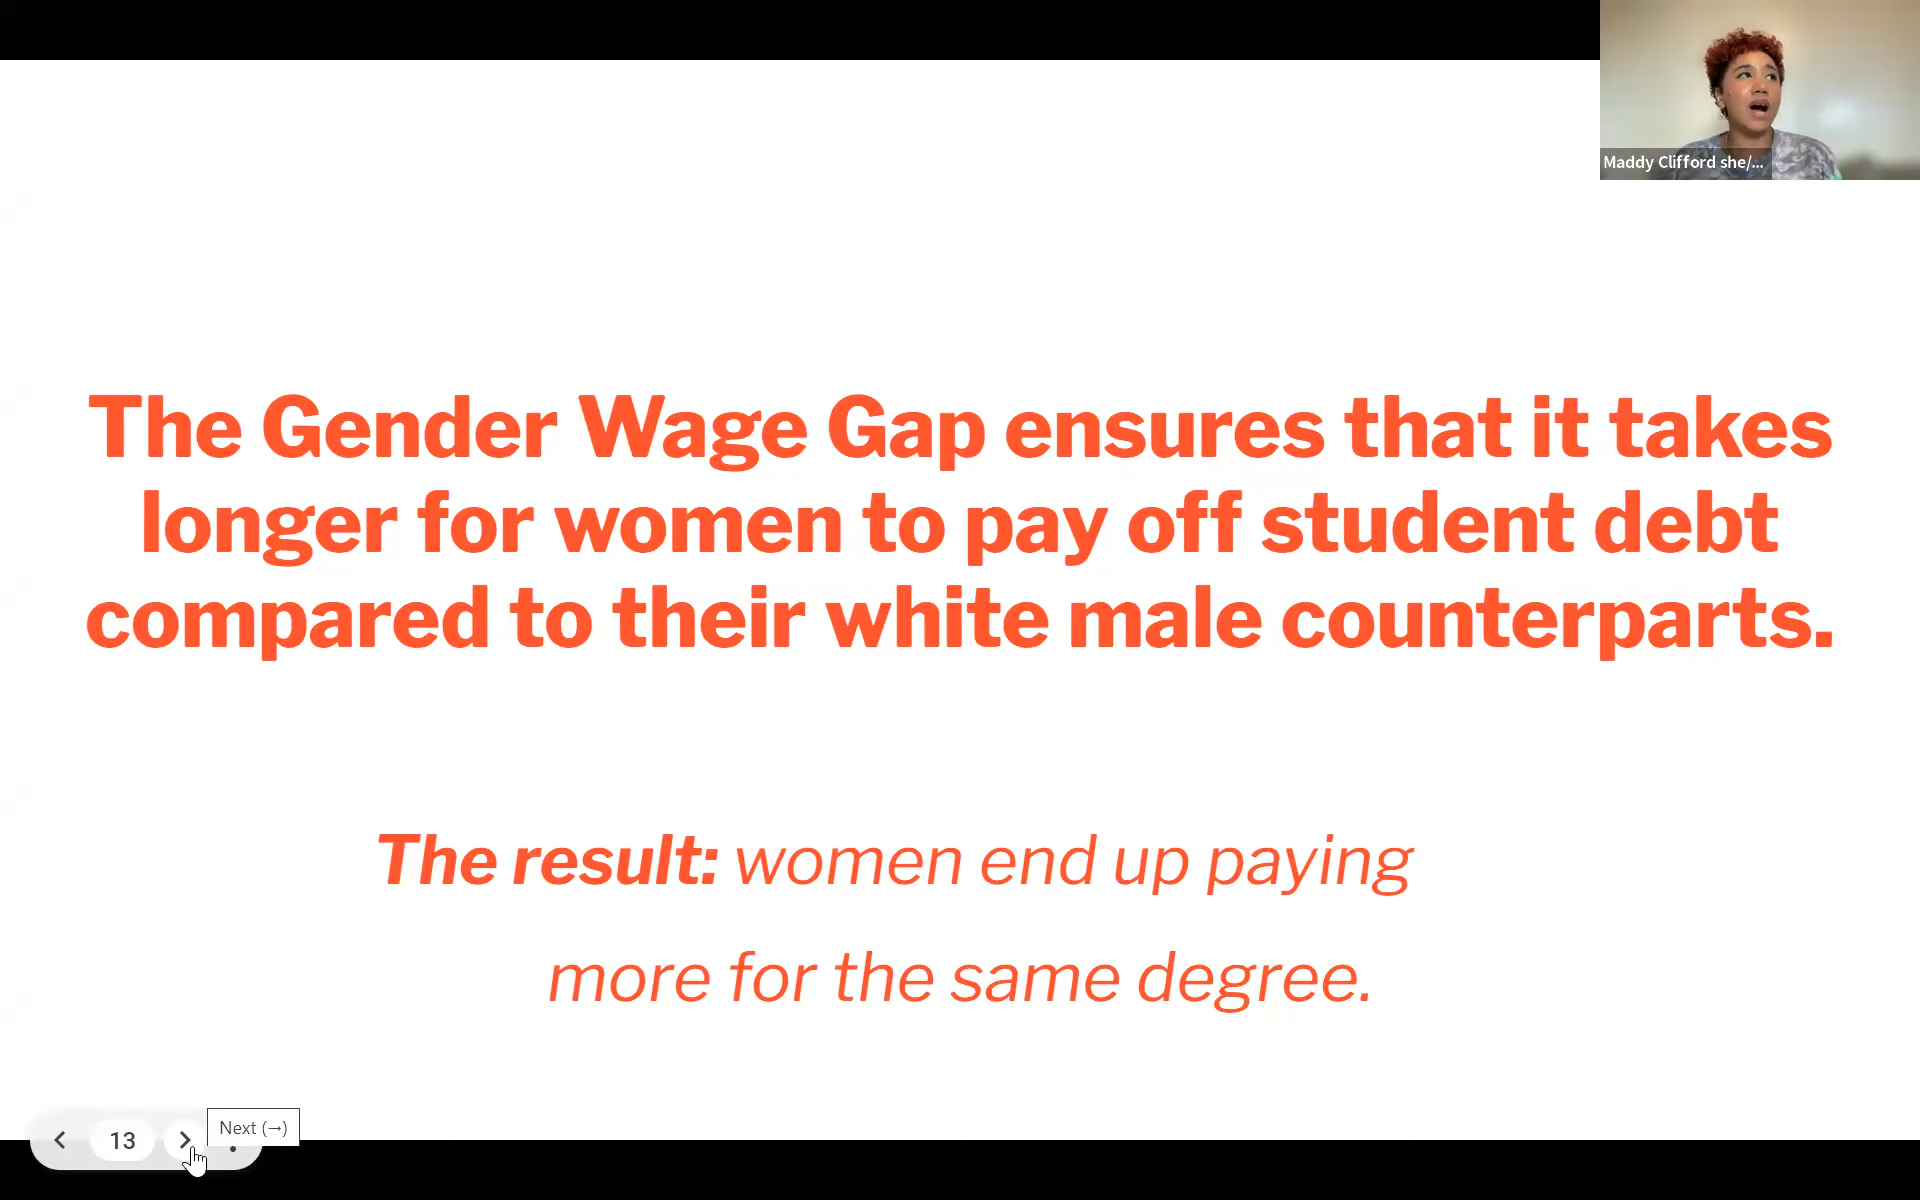 Maddy Clifford she/...
The Gender Wage Gap ensures that it takes
longer for women to pay off student debt
compared to their white male counterparts.
The result: women end up paying
more for the same degree.
13
Next (→)